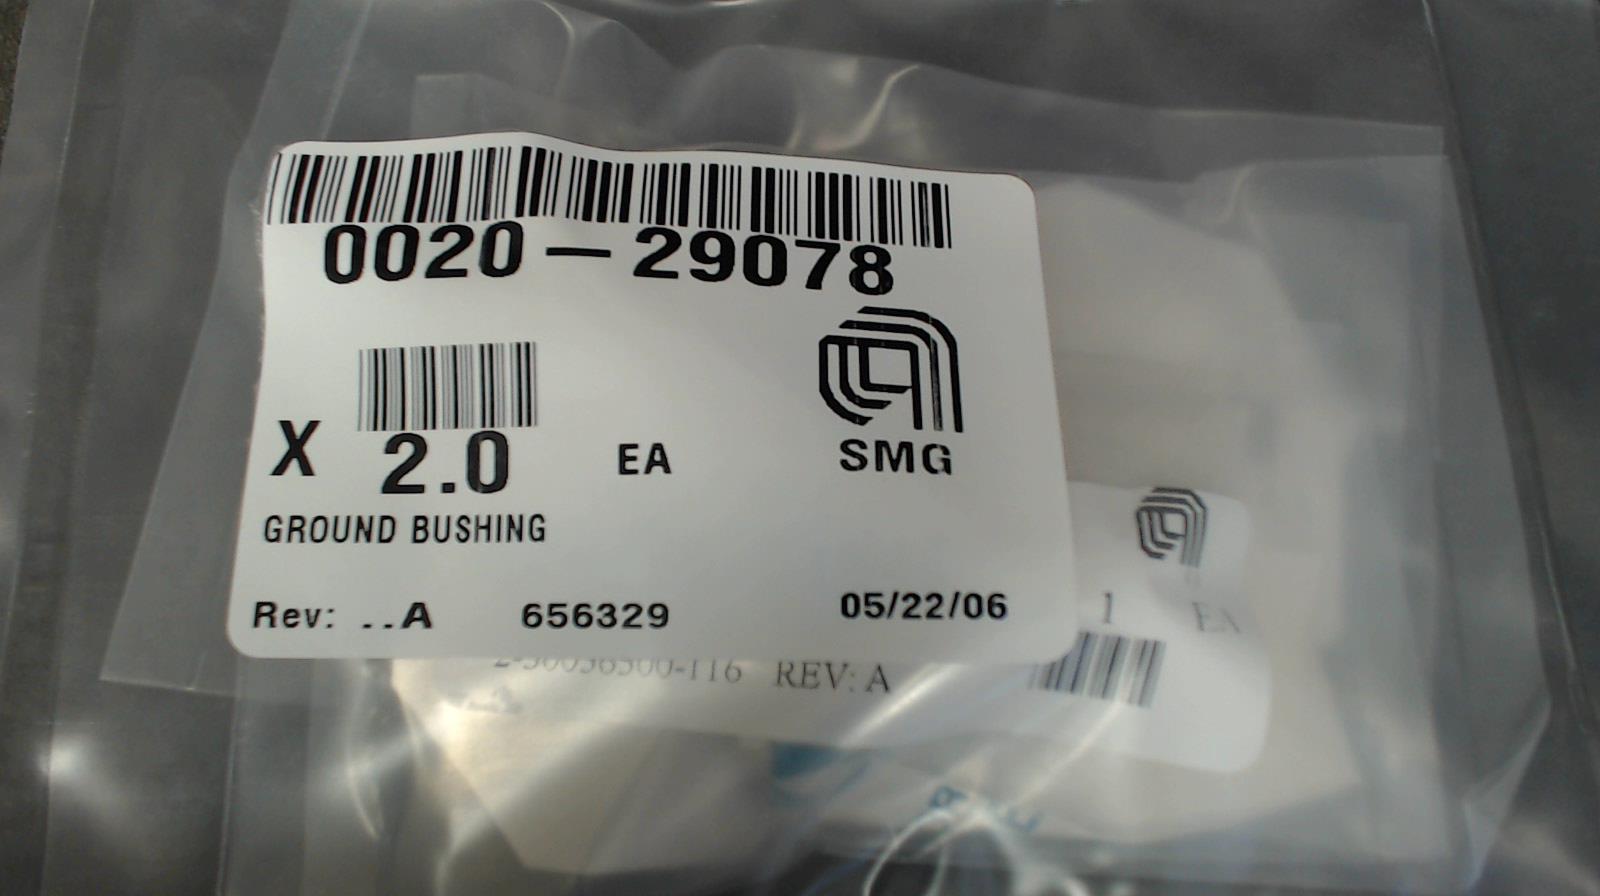 0020-29078
X 2.0 EA
SMG
GROUND BUSHING
Rev: ..A 656329 05/22/06
1 EA
REV: A